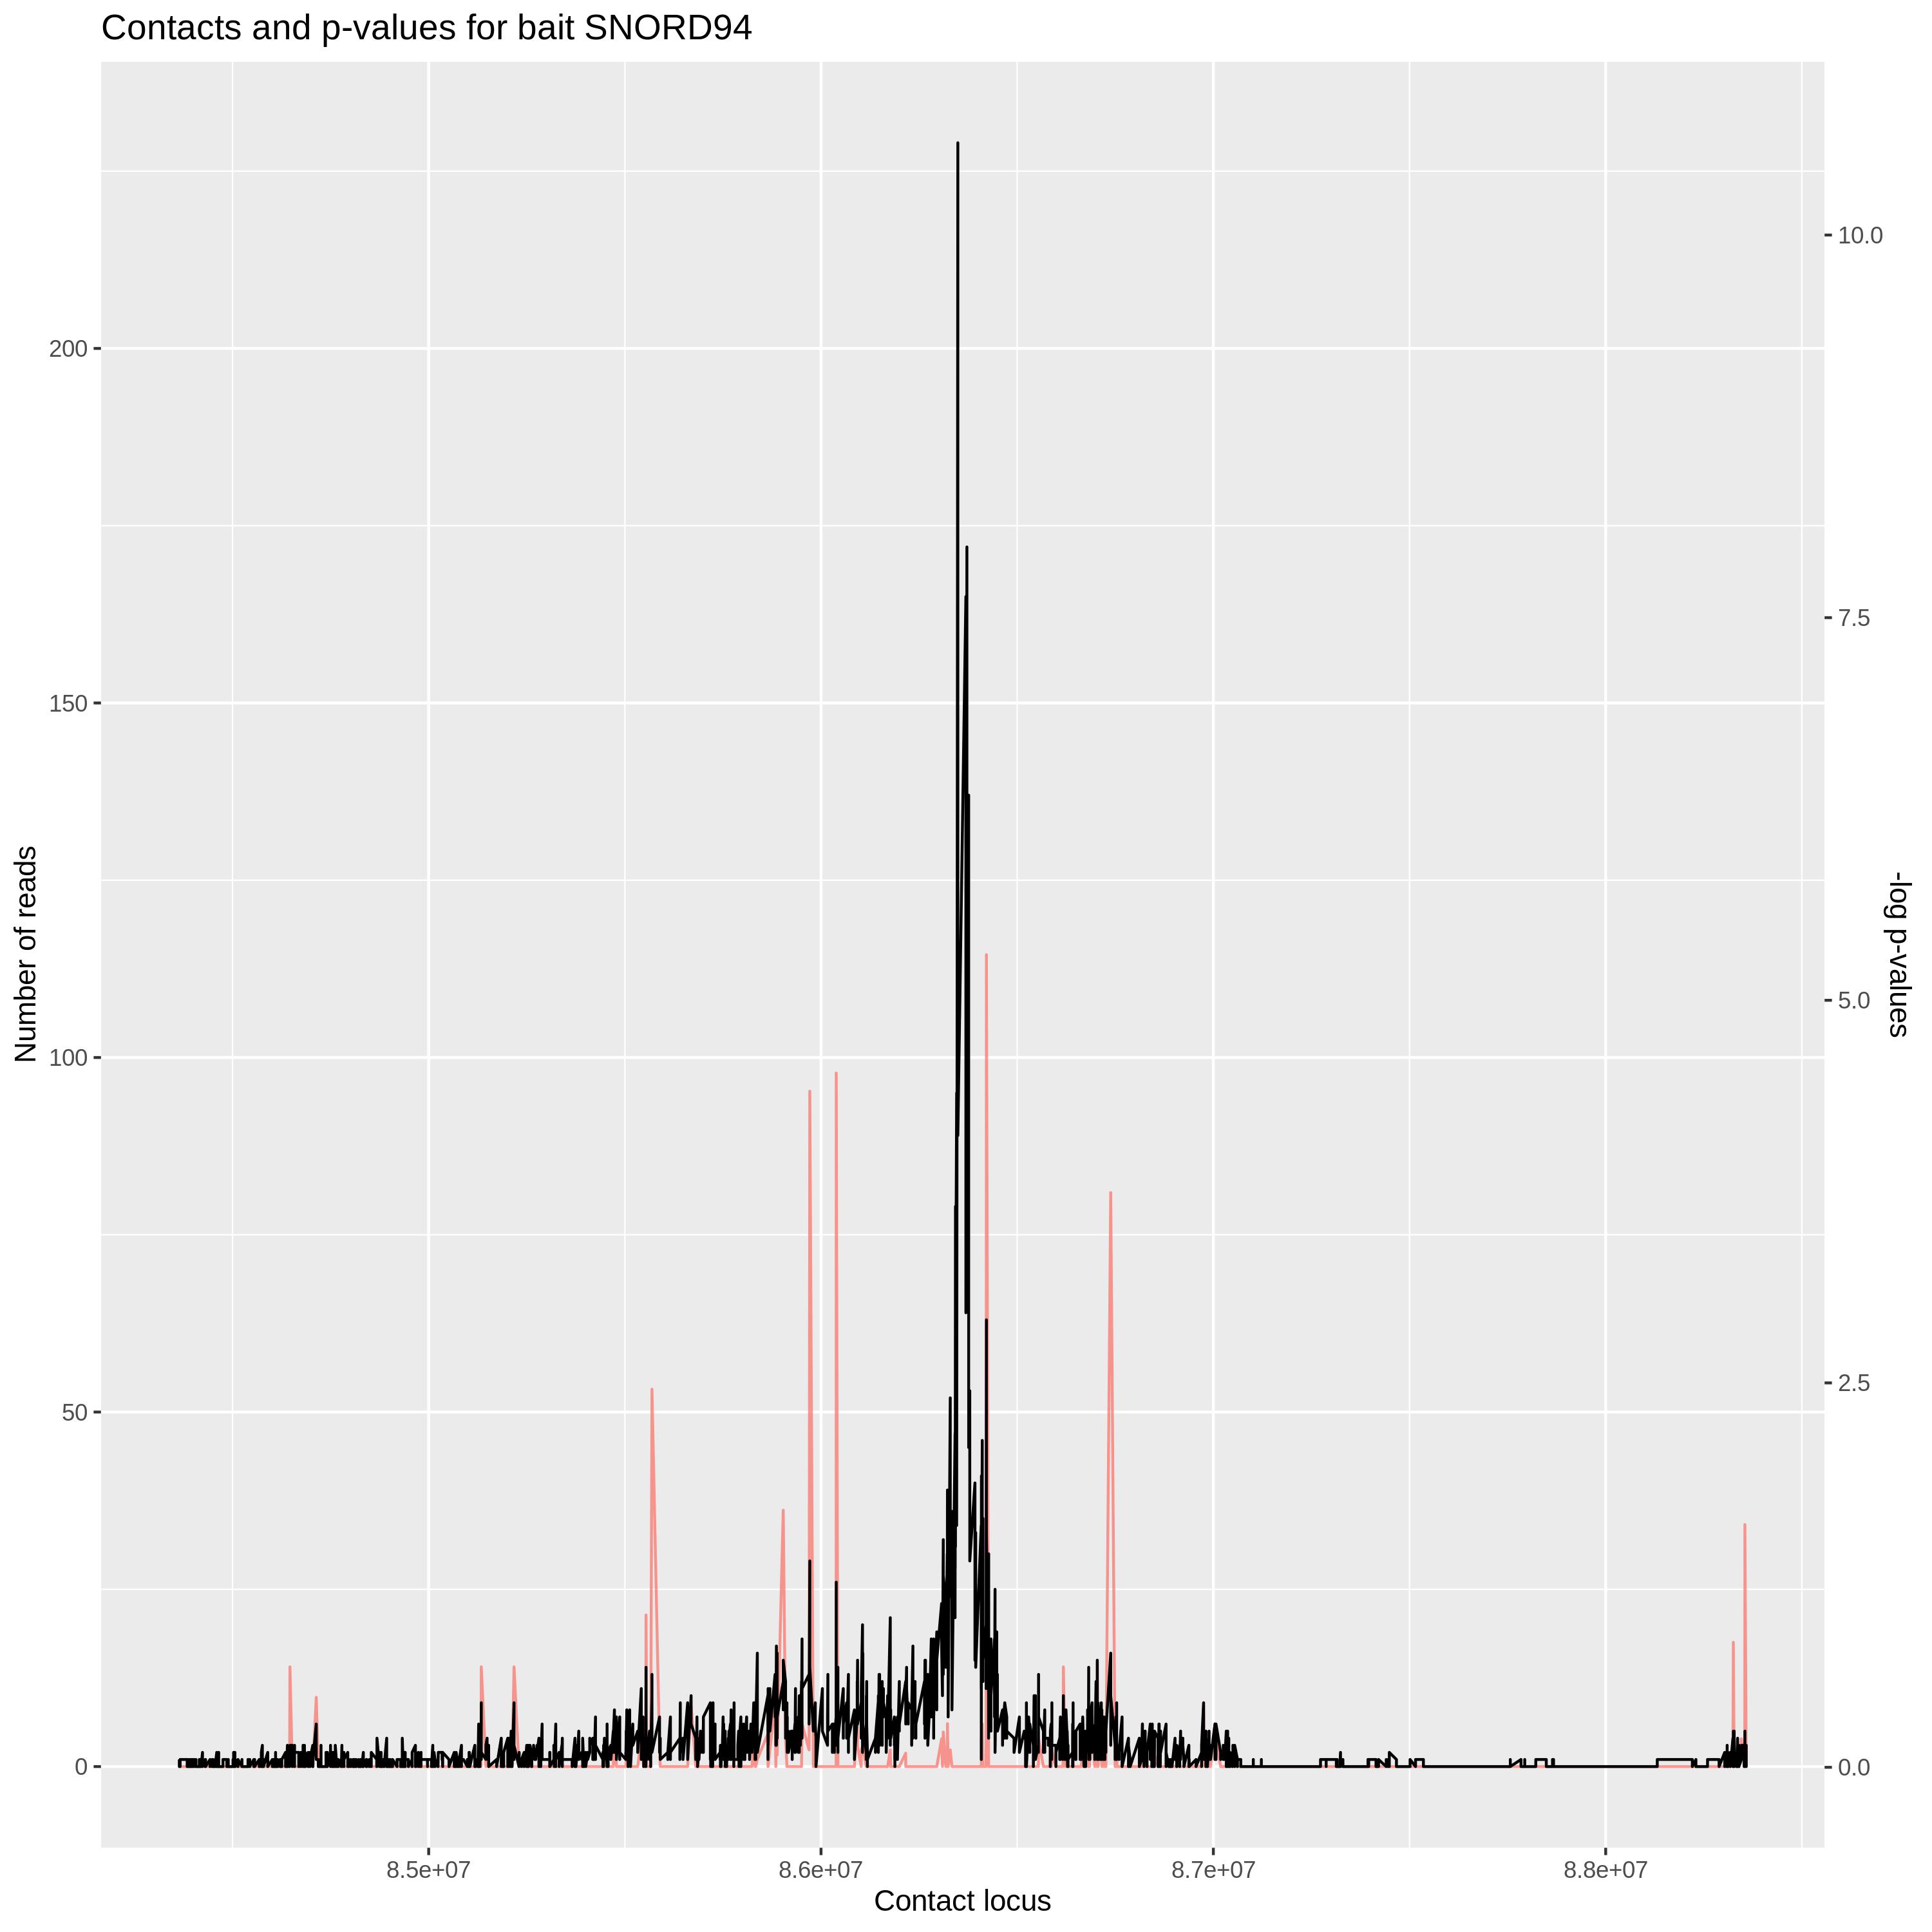 Contacts and p-values for bait SNORD94
Number of reads
200
150
100
50
0
10.0
7.5
5.0
2.5
0.0
-log p-values
8.5e+07
8.6e+07
8.7e+07
8.8e+07
Contact locus